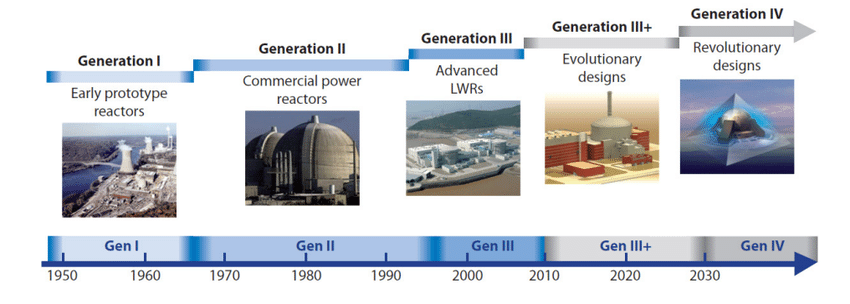 Generation I
Early prototype
reactors
Generation II
Commercial power
reactors
Generation III
Advanced
LWRs
Generation III+
Evolutionary
designs
Generation IV
Revolutionary
designs
Gen I
Gen II
Gen III
Gen III+
Gen IV
1950
1960
1970
1980
1990
2000
2010
2020
2030